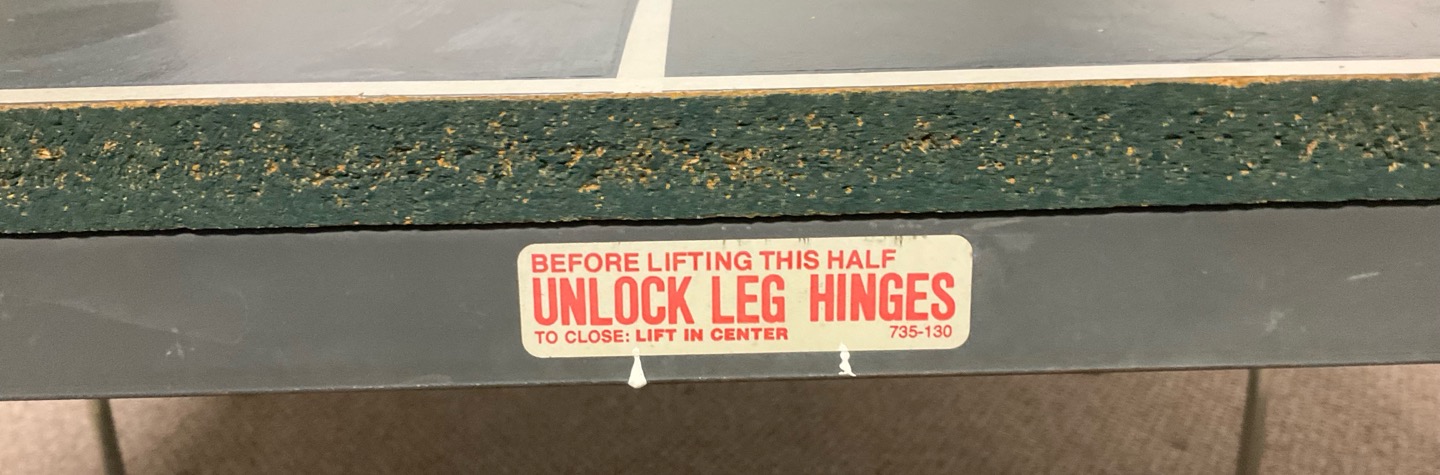 BEFORE LIFTING THIS HALF
UNLOCK LEG HINGES
TO CLOSE: LIFT IN CENTER 735-130